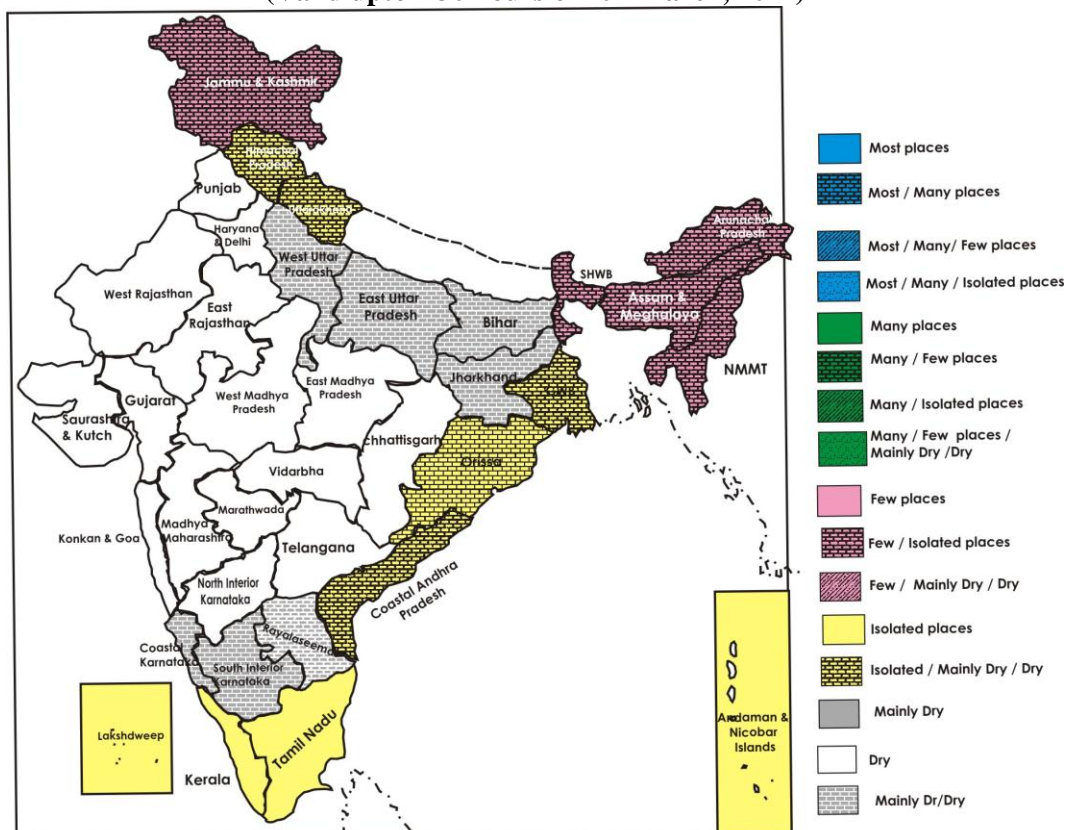 Jammu & Kashmir
Himachal
Pradesh
Punjab
Haryana
& Delhi
West Uttar
Pradesh
West Rajasthan
East
Rajasthan
East Uttar
Pradesh
Bihar
SHWB
Arunachal
Pradesh
Assam &
Meghalaya
NMMT
Jharkhand
East Madhya
Pradesh
West Madhya
Pradesh
Gujarat
Saurashtra
& Kutch
Chhattisgarh
Orissa
Vidarbha
Marathwada
Madhya
Maharashtra
Konkan & Goa
Telangana
North Interior
Karnataka
Coastal Andhra
Pradesh
Rayalaseema
Coastal
Karnataka
South Interior
Karnataka
Lakshdweep
Kerala
Tamil Nadu
Andaman &
Nicobar
Islands
Most places
Most / Many places
Most / Many/ Few places
Most / Many / Isolated places
Many places
Many / Few places
Many / Isolated places
Many / Few places /
Mainly Dry /Dry
Few places
Few / Isolated places
Few / Mainly Dry / Dry
Isolated places
Isolated / Mainly Dry / Dry
Mainly Dry
Dry
Mainly Dr/Dry